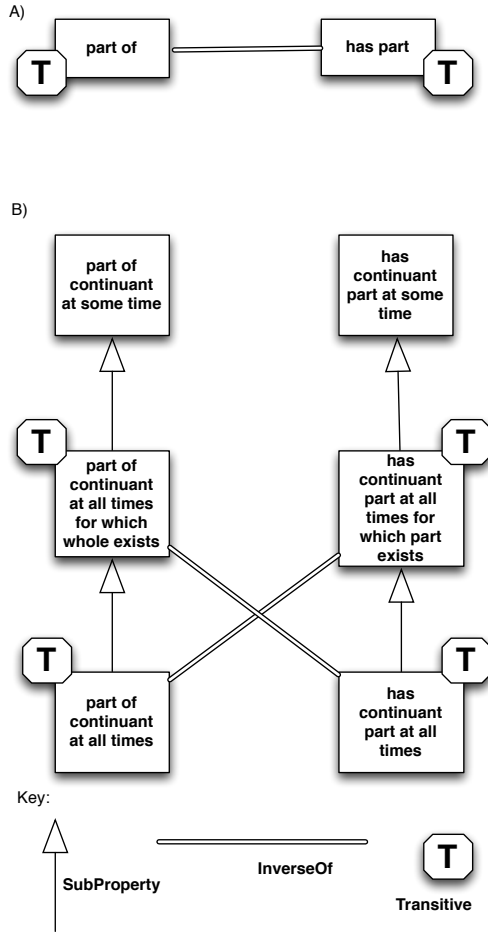 A)
part of
has part
T
T
B)
part of
continuant
at some time
has
continuant
part at some
time
T
part of
continuant
at all times
for which
whole exists
T
has
continuant
part at all
times for
which part
exists
T
part of
continuant
at all times
T
has
continuant
part at all
times
Key:
SubProperty
InverseOf
T
Transitive